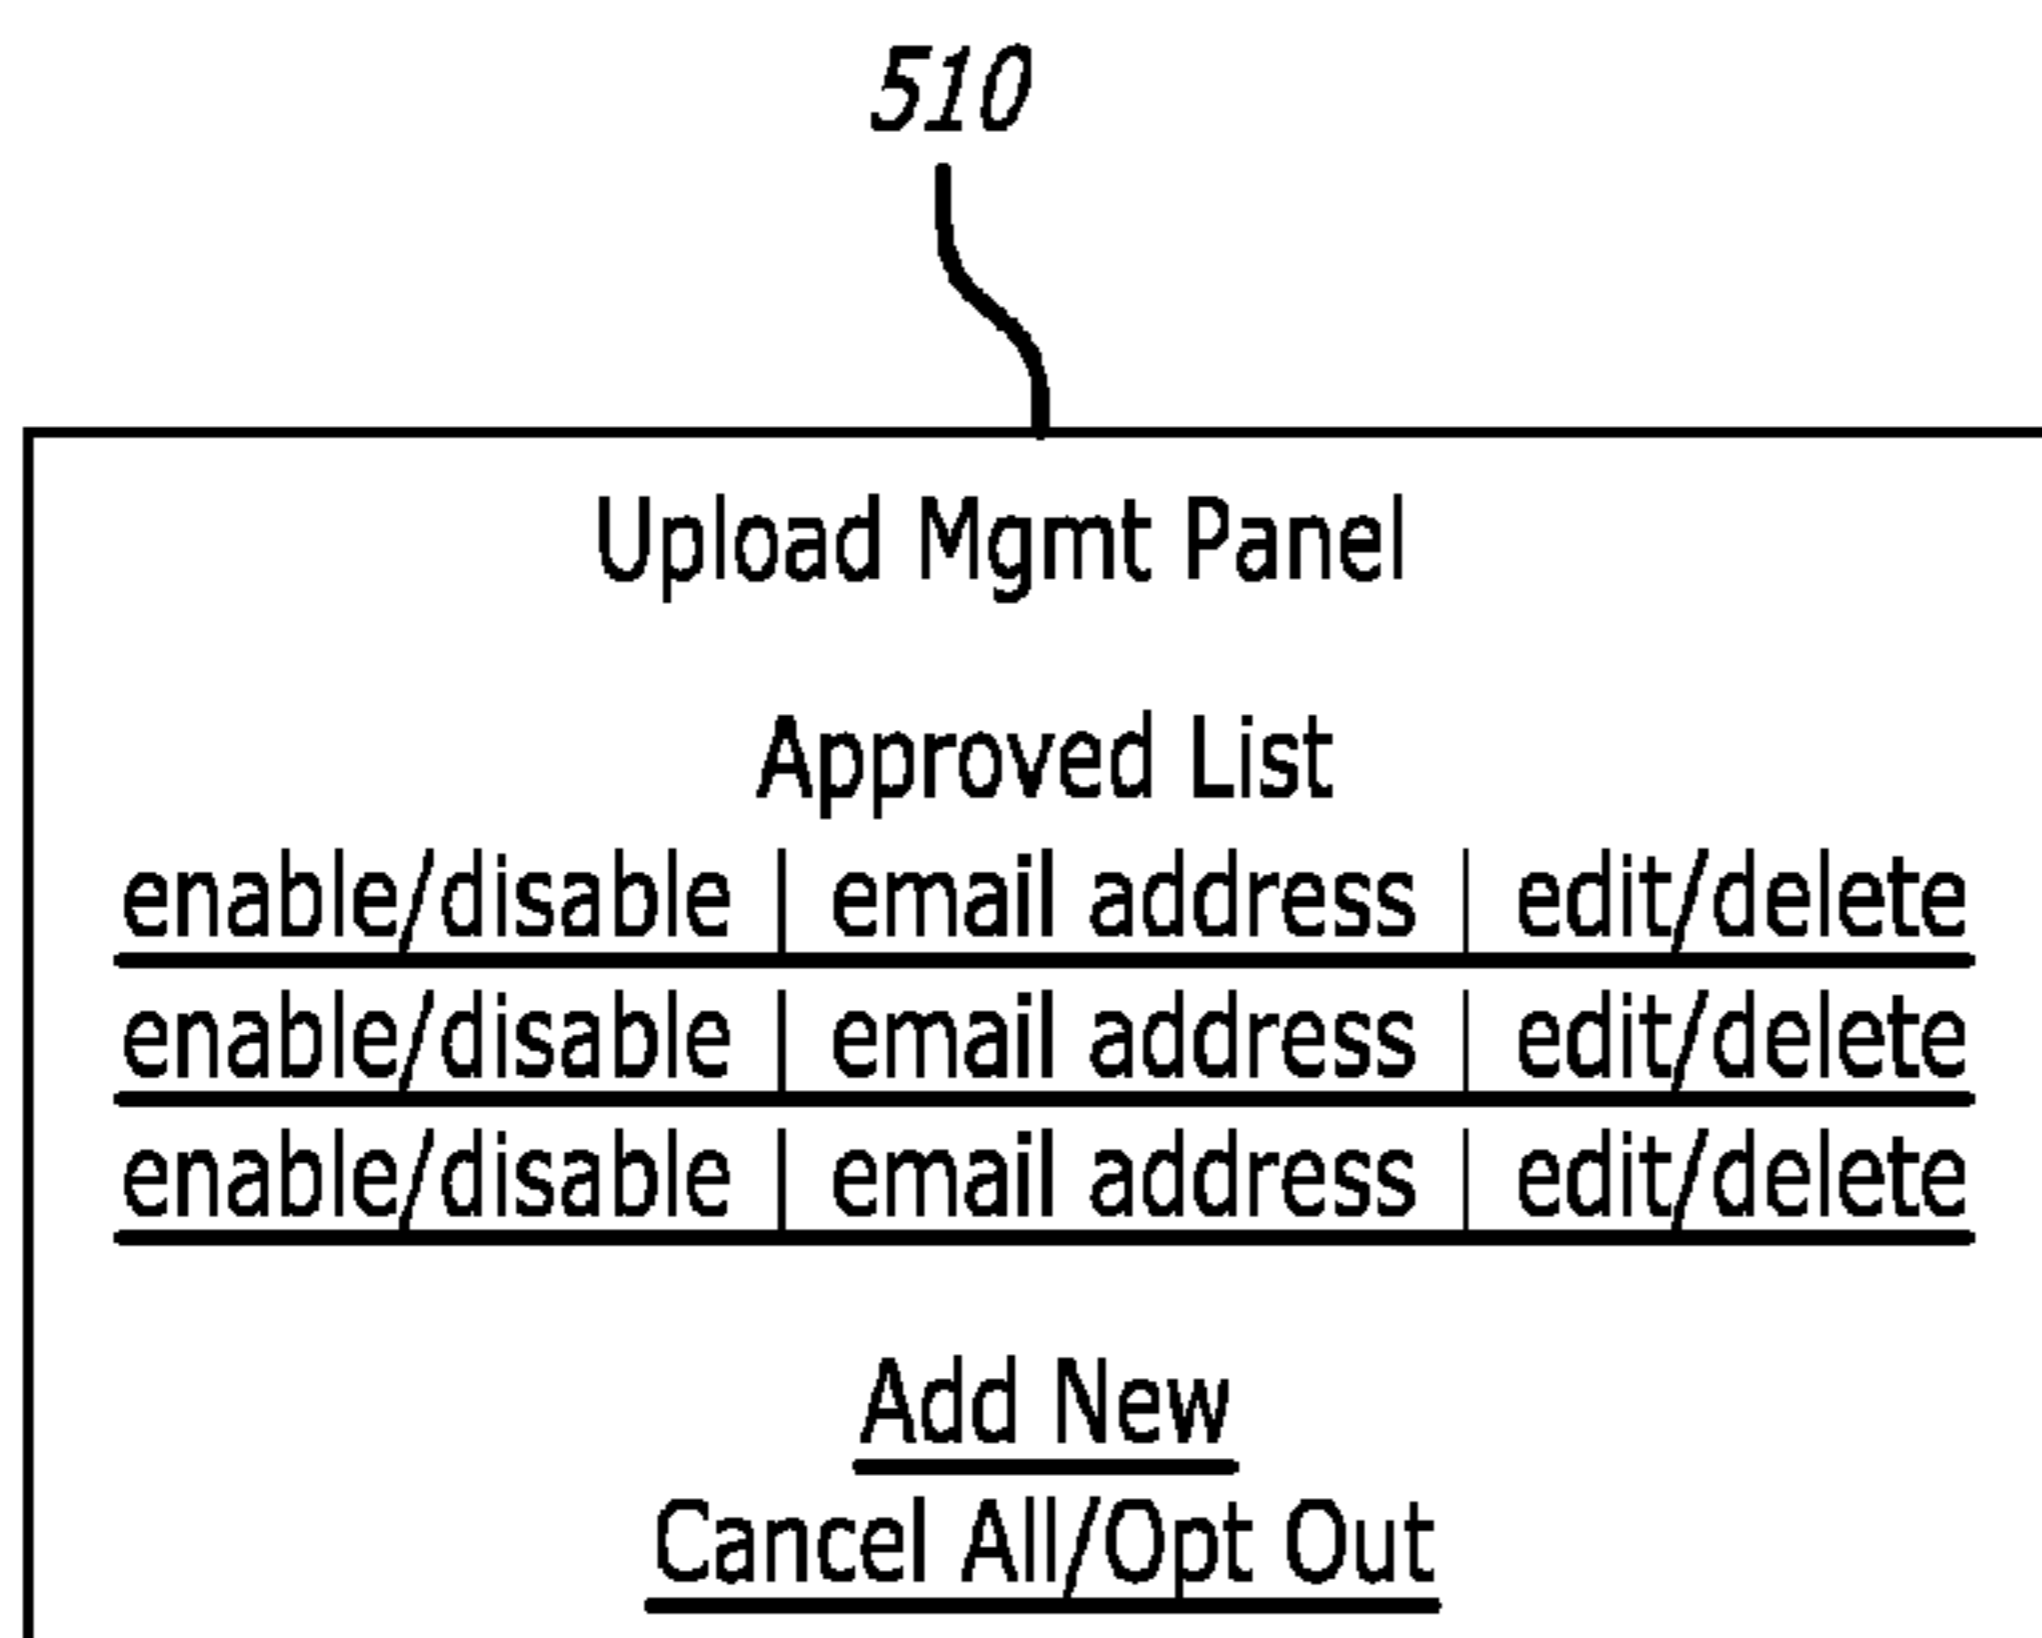 510
Upload Mgmt Panel
Approved List
enable/disable | email address | edit/delete
enable/disable | email address | edit/delete
enable/disable | email address | edit/delete
Add New
Cancel All/Opt Out